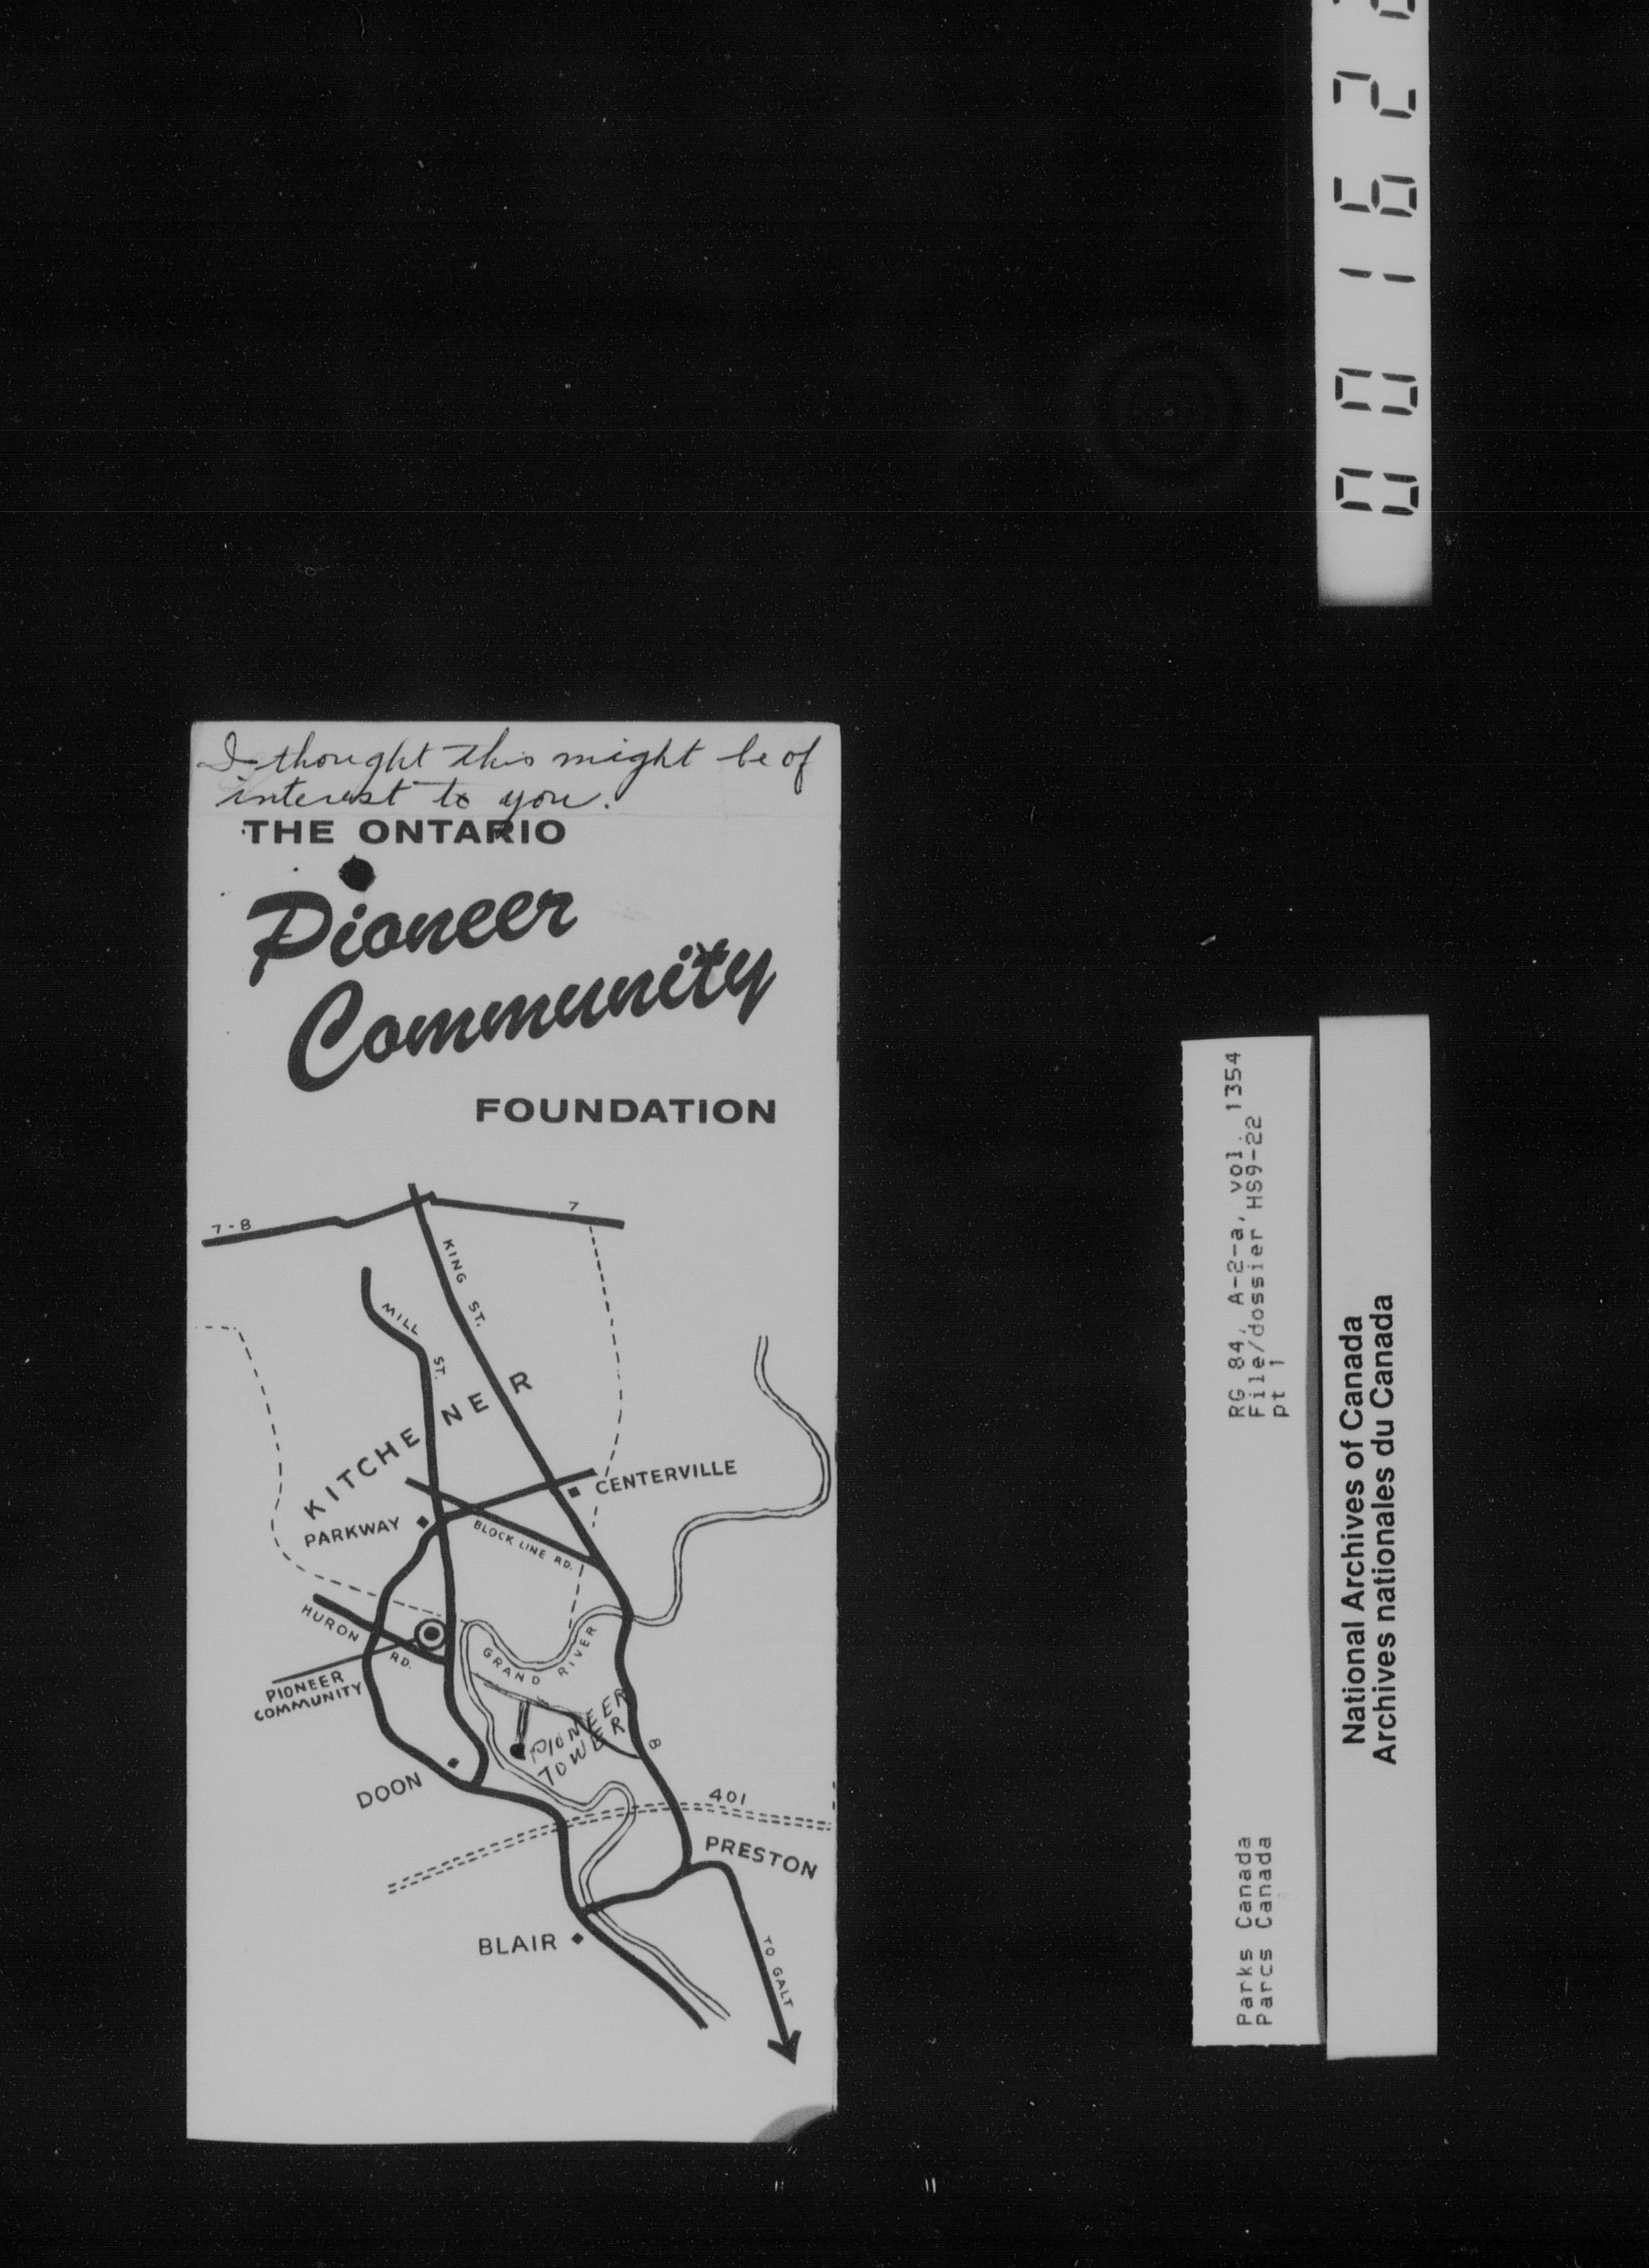 I thought this might be of
interest to you.
THE ONTARIO
Pioneer
Community
FOUNDATION
7-8
7
KING ST.
MILL ST.
KITCHENER
CENTERVILLE
PARKWAY
BLOCK LINE RD.
HURON RD.
GRAND RIVER
PIONEER
COMMUNITY
PIONEER
TOWER
8
DOON
401
PRESTON
BLAIR
TO GALT
00162
RG 84, A-2-a, vol. 1354
File/dossier HS9-22
pt 1
Parks Canada
Parcs Canada
National Archives of Canada
Archives nationales du Canada